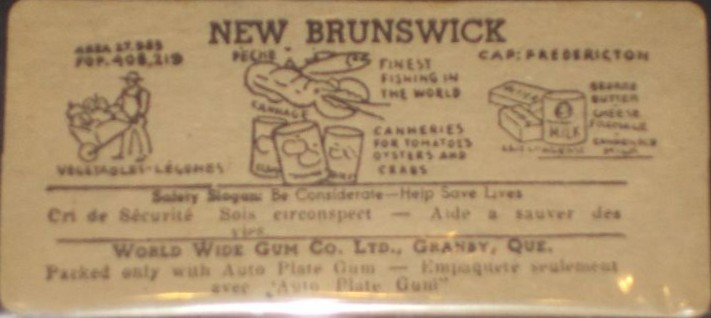 NEW BRUNSWICK
AREA 27,985
POP. 408,219
VEGETABLES-LÉGUMES
PÊCHE
FINEST
FISHING IN
THE WORLD
CANNAGE
CANNERIES
FOR TOMATOES
OYSTERS AND
CRABS
CAP: FREDERICTON
MILK
BUTTER
CHEESE
Safety Slogan: Be Considerate—Help Save Lives
Cri de Sécurité Sois circonspect — Aide a sauver des
vies.
WORLD WIDE GUM CO. LTD., GRANBY, QUE.
Packed only with Auto Plate Gum — Empaqueté seulement
avec "Auto Plate Gum"